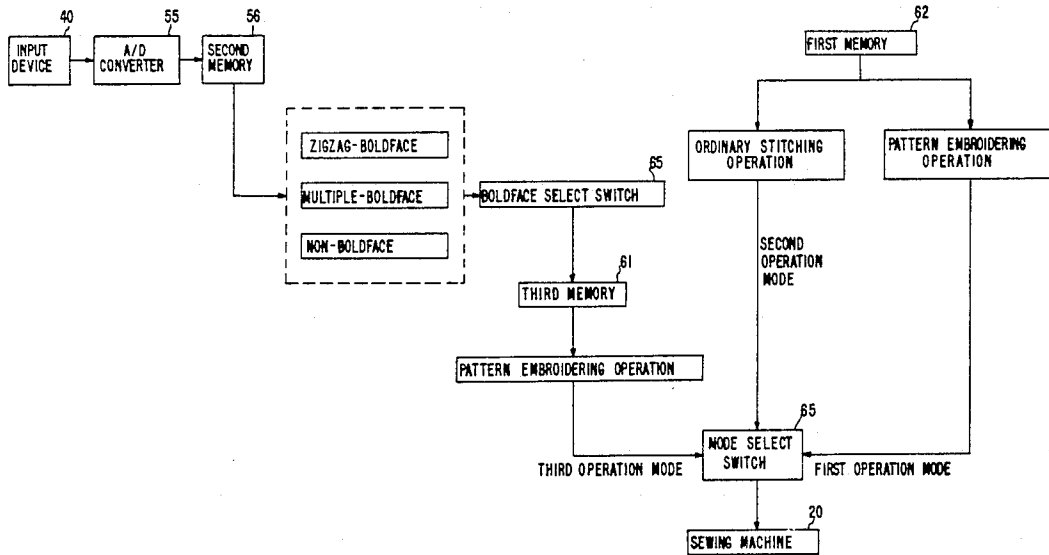 40
INPUT
DEVICE
55
A/D
CONVERTER
56
SECOND
MEMORY
62
FIRST MEMORY
ZIGZAG-BOLDFACE
MULTIPLE-BOLDFACE
NON-BOLDFACE
65
BOLDFACE SELECT SWITCH
ORDINARY STITCHING
OPERATION
PATTERN EMBROIDERING
OPERATION
61
THIRD MEMORY
SECOND
OPERATION
MODE
PATTERN EMBROIDERING OPERATION
THIRD OPERATION MODE
65
MODE SELECT
SWITCH
FIRST OPERATION MODE
20
SEWING MACHINE